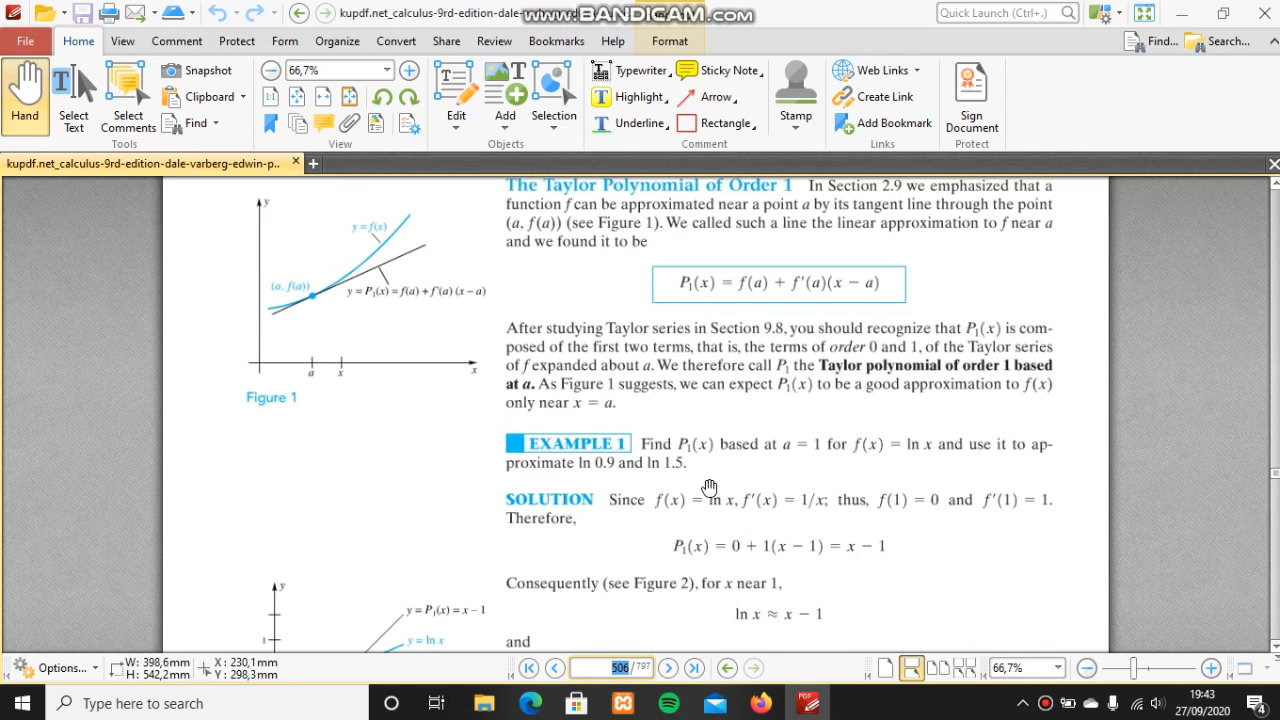 kupdf.net_calculus-9rd-edition-dale-
www.BANDICAM.com
Quick Launch (Ctrl+.)
File
Home
View
Comment
Protect
Form
Organize
Convert
Share
Review
Bookmarks
Help
Format
Find...
Search...
Hand
Select Text
Select Comments
Snapshot
Clipboard
Find
Tools
66,7%
View
Edit
Add
Selection
Objects
Typewriter
Highlight
Underline
Sticky Note
Arrow
Rectangle
Stamp
Comment
Web Links
Create Link
Add Bookmark
Links
Sign Document
Protect
kupdf.net_calculus-9rd-edition-dale-varberg-edwin-p..
The Taylor Polynomial of Order 1 In Section 2.9 we emphasized that a
function f can be approximated near a point a by its tangent line through the point
(a, f(a)) (see Figure 1). We called such a line the linear approximation to f near a
and we found it to be
P₁(x) = f(a) + f′(a)(x − a)
After studying Taylor series in Section 9.8, you should recognize that P₁(x) is com-
posed of the first two terms, that is, the terms of order 0 and 1, of the Taylor series
of f expanded about a. We therefore call P₁ the Taylor polynomial of order 1 based
at a. As Figure 1 suggests, we can expect P₁(x) to be a good approximation to f(x)
only near x = a.
y
y = f(x)
(a, f(a))
y = P₁(x) = f(a) + f′(a) (x − a)
a
x
x
Figure 1
EXAMPLE 1 Find P₁(x) based at a = 1 for f(x) = ln x and use it to ap-
proximate ln 0.9 and ln 1.5.
SOLUTION Since f(x) = ln x, f′(x) = 1/x; thus, f(1) = 0 and f′(1) = 1.
Therefore,
P₁(x) = 0 + 1(x − 1) = x − 1
Consequently (see Figure 2), for x near 1,
ln x ≈ x − 1
and
y
y = P₁(x) = x − 1
y = ln x
1
Options...
W: 398,6mm
H: 542,2mm
X: 230,1mm
Y: 298,3mm
506 / 797
66,7%
Type here to search
PDF
19:43
27/09/2020
4